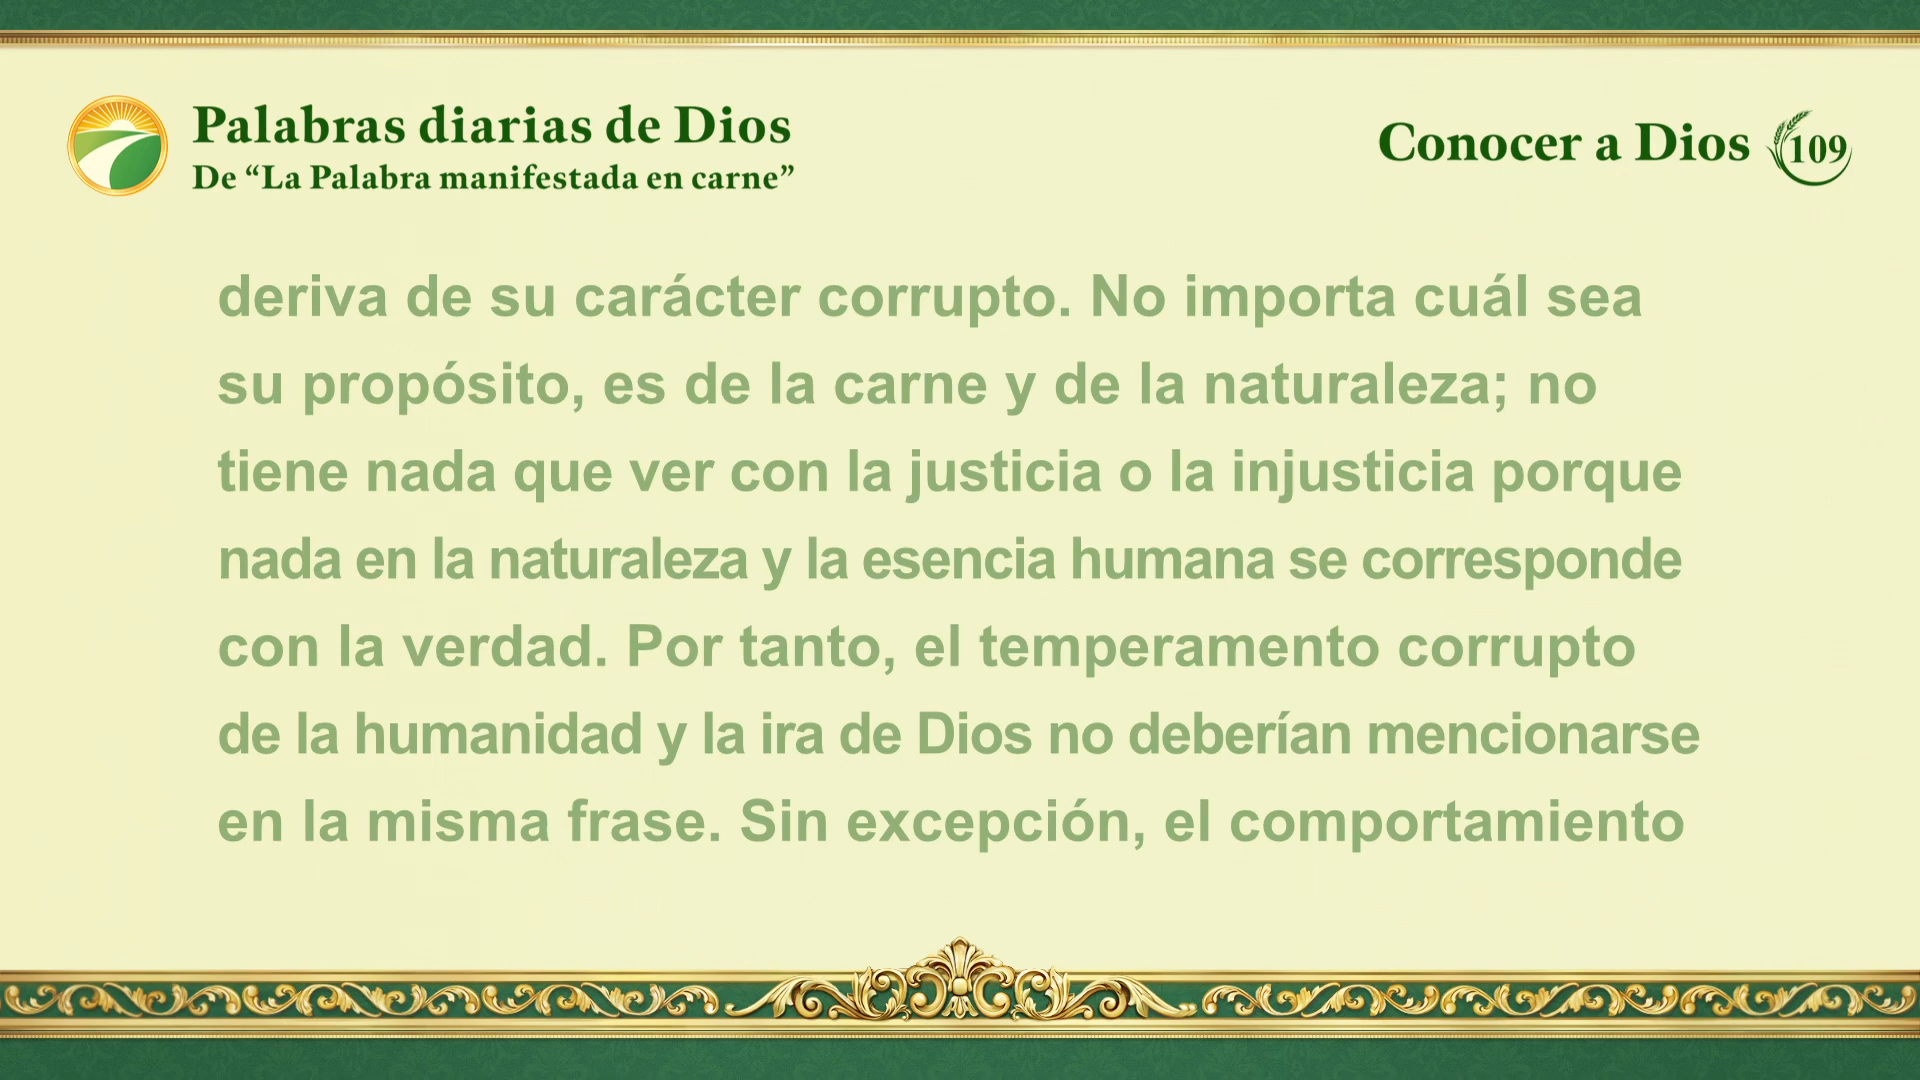 Palabras diarias de Dios
De “La Palabra manifestada en carne”
Conocer a Dios 109
deriva de su carácter corrupto. No importa cuál sea
su propósito, es de la carne y de la naturaleza; no
tiene nada que ver con la justicia o la injusticia porque
nada en la naturaleza y la esencia humana se corresponde
con la verdad. Por tanto, el temperamento corrupto
de la humanidad y la ira de Dios no deberían mencionarse
en la misma frase. Sin excepción, el comportamiento